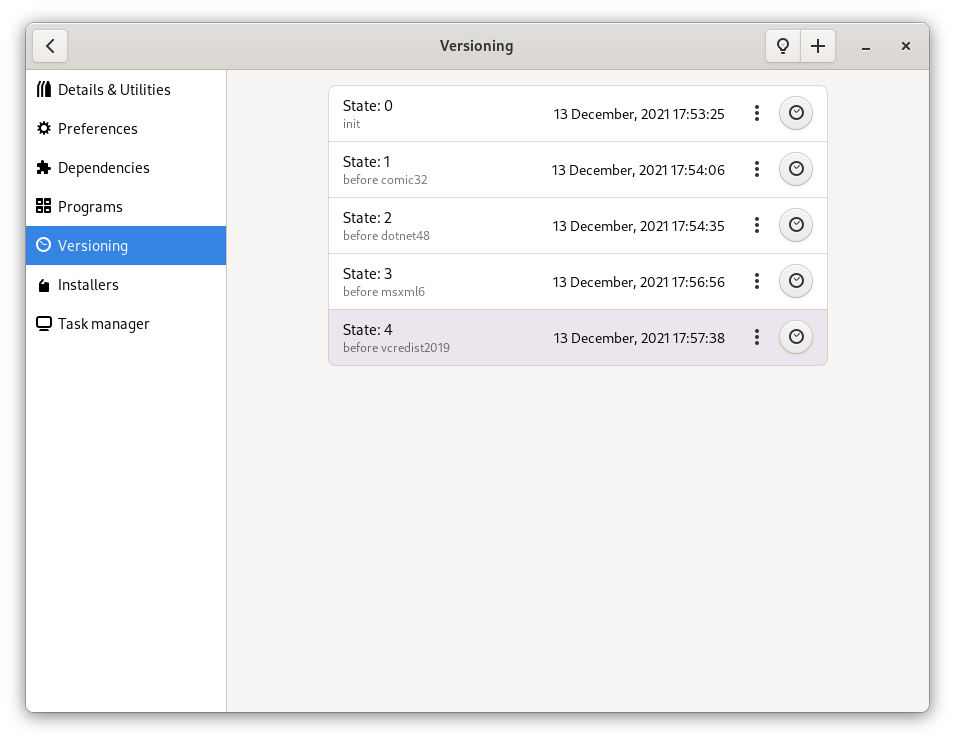 Versioning
Details & Utilities
Preferences
Dependencies
Programs
Versioning
Installers
Task manager
State: 0
init
13 December, 2021 17:53:25
State: 1
before comic32
13 December, 2021 17:54:06
State: 2
before dotnet48
13 December, 2021 17:54:35
State: 3
before msxml6
13 December, 2021 17:56:56
State: 4
before vcredist2019
13 December, 2021 17:57:38